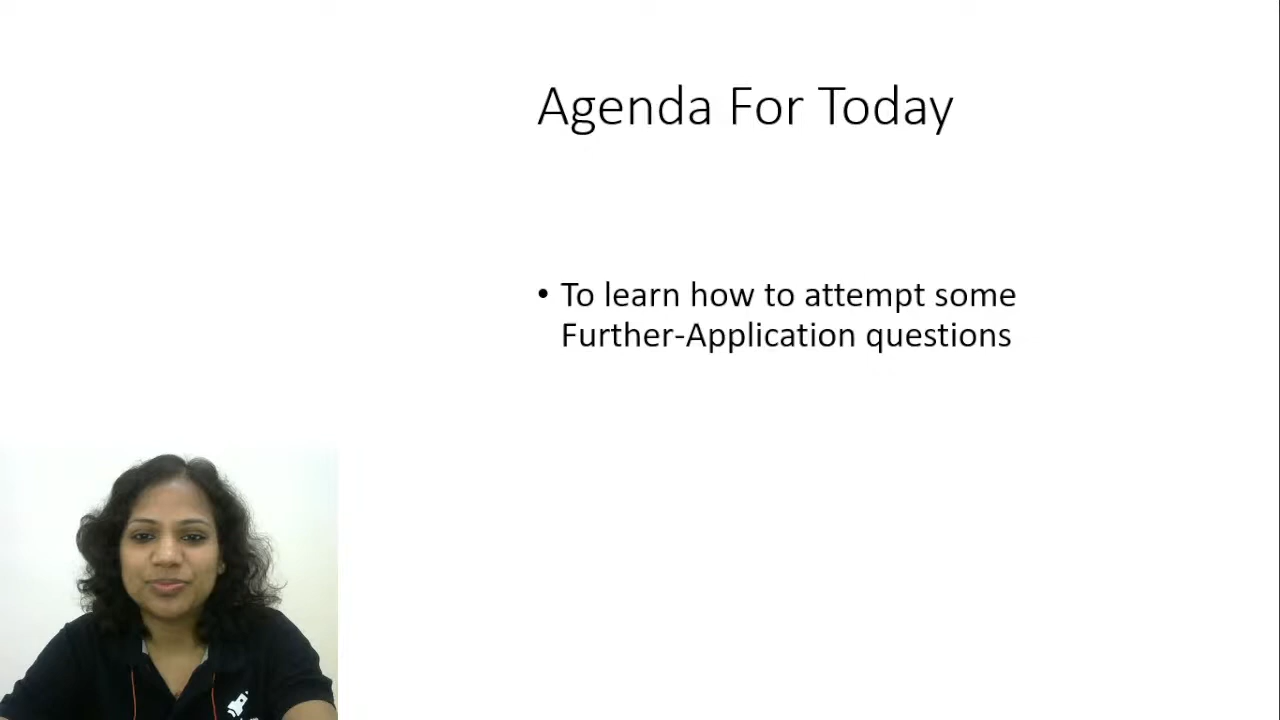 Agenda For Today
• To learn how to attempt some
Further-Application questions